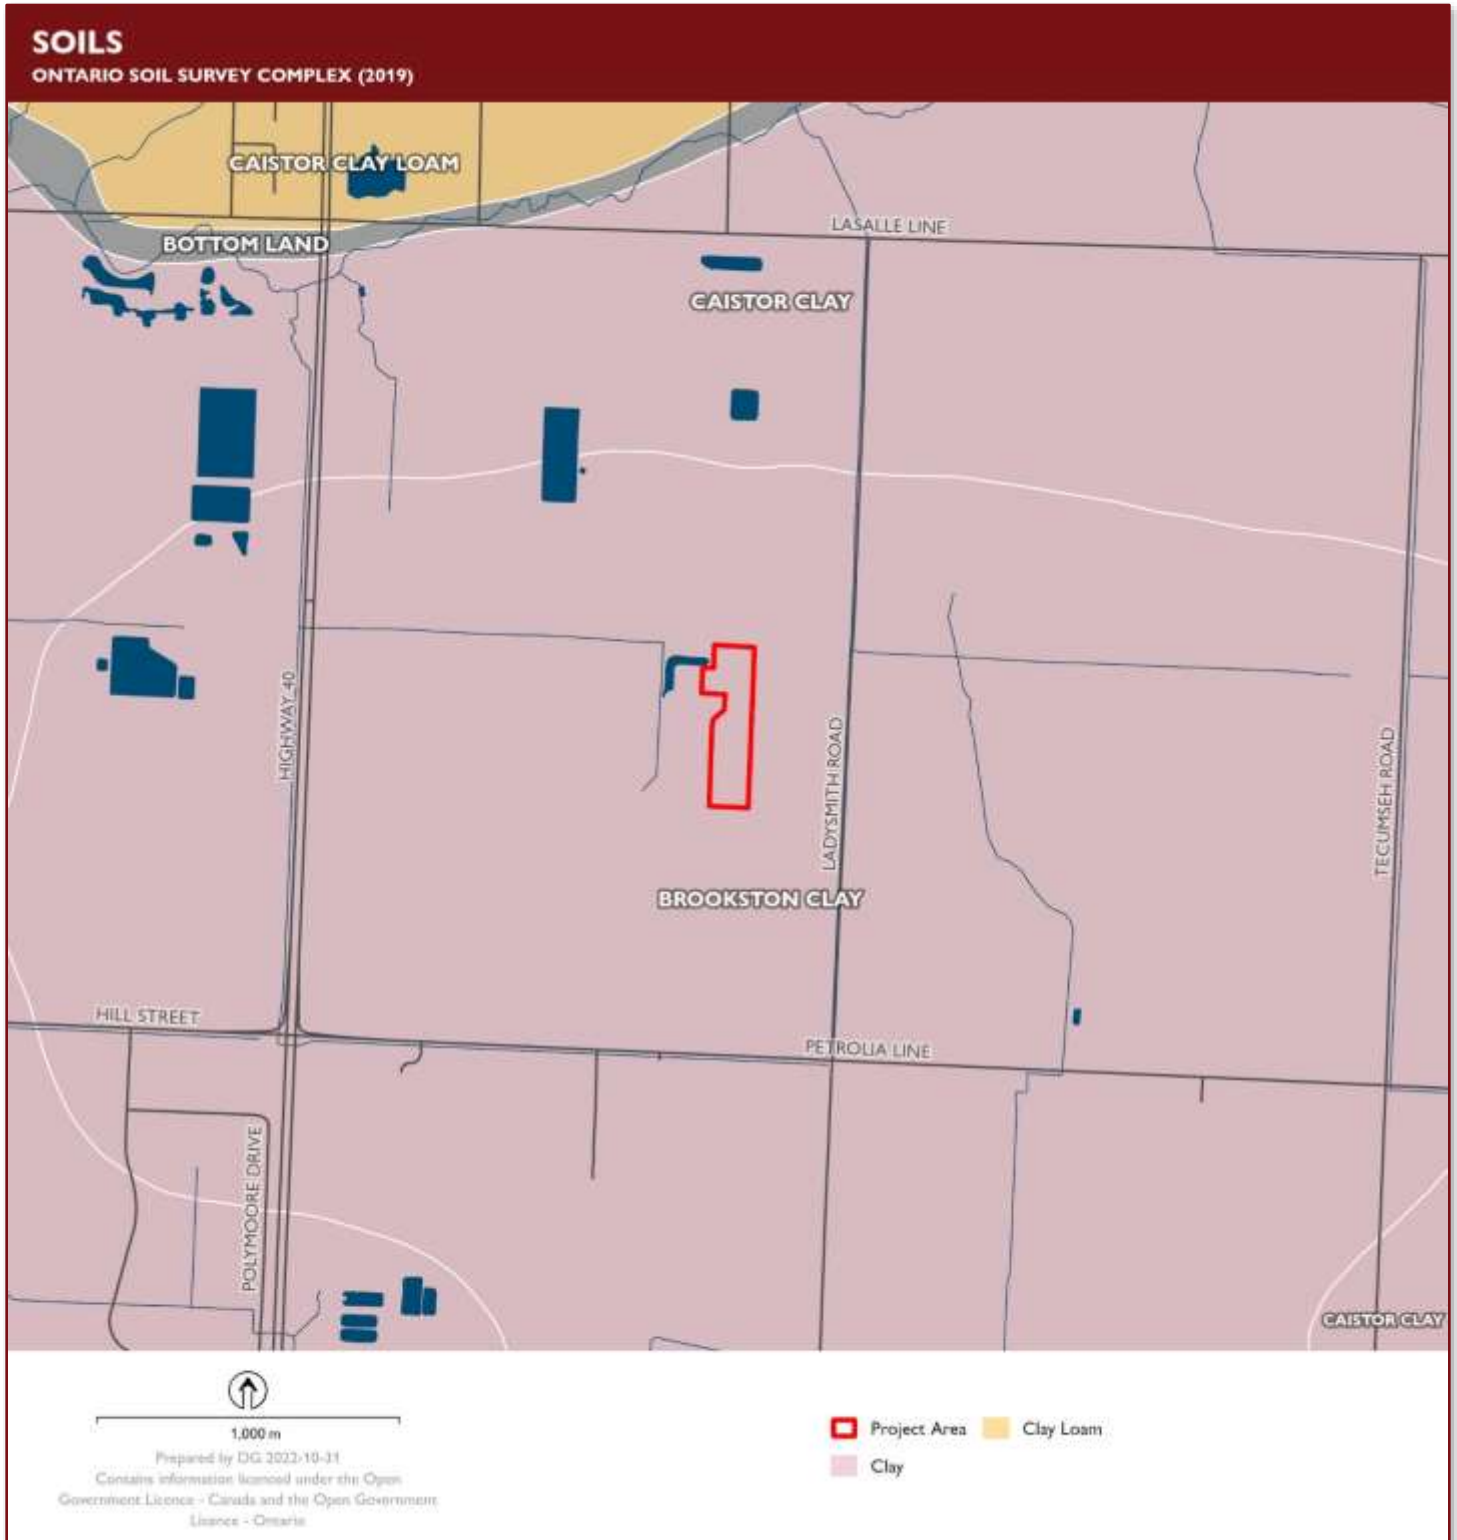 SOILS
ONTARIO SOIL SURVEY COMPLEX (2019)
CAISTOR CLAY LOAM
LASALLE LINE
BOTTOM LAND
CAISTOR CLAY
HIGHWAY 40
LADYSMITH ROAD
TECUMSEH ROAD
BROOKSTON CLAY
HILL STREET
PETROLIA LINE
POLYMOORE DRIVE
CAISTOR CLAY
1,000 m
Prepared by DG 2022-10-31
Contains information licenced under the Open
Government Licence - Canada and the Open Government
Licence - Ontario
Project Area
Clay Loam
Clay